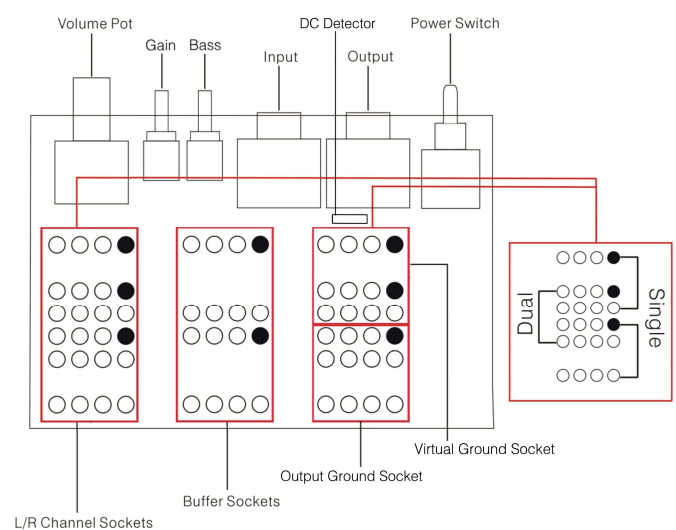 Volume Pot
Gain
Bass
Input
DC Detector
Output
Power Switch
Dual
Single
Virtual Ground Socket
Output Ground Socket
Buffer Sockets
L/R Channel Sockets